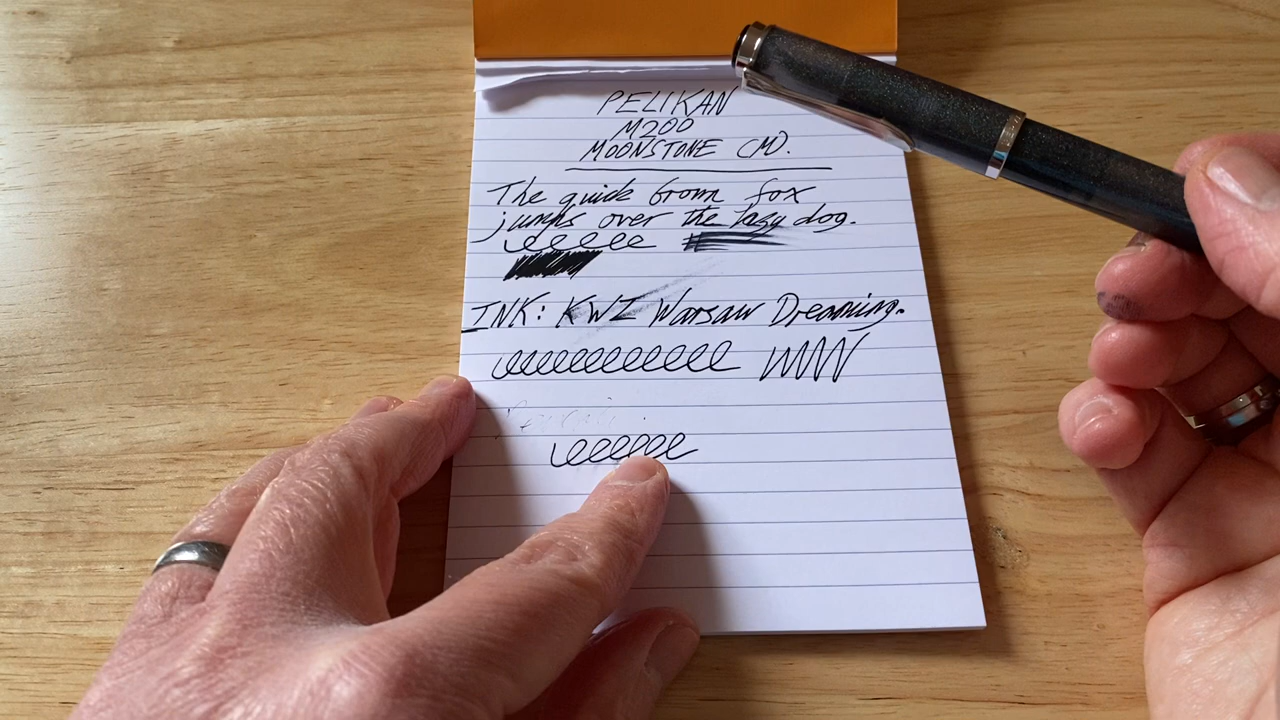 PELIKAN
M200
MOONSTONE CM).
The quick brown fox
jumps over the lazy dog.
INK: KWZ Warsaw Dreaming.